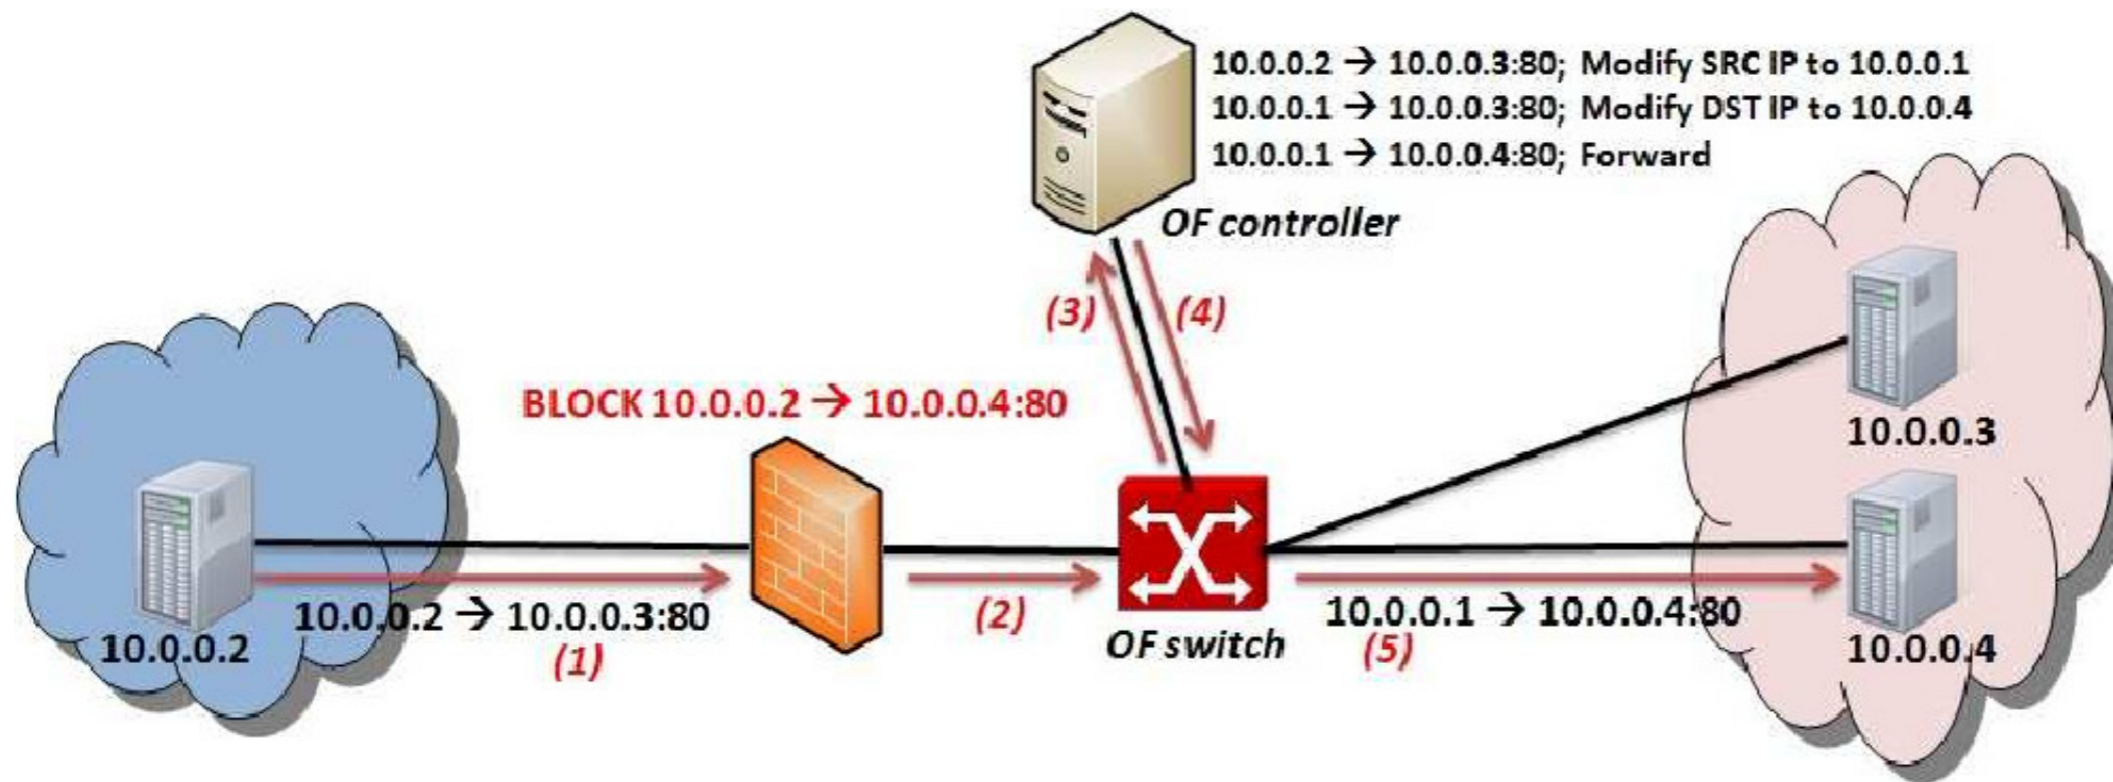 10.0.0.2 → 10.0.0.3:80; Modify SRC IP to 10.0.0.1
10.0.0.1 → 10.0.0.3:80; Modify DST IP to 10.0.0.4
10.0.0.1 → 10.0.0.4:80; Forward
OF controller
(3)
(4)
BLOCK 10.0.0.2 → 10.0.0.4:80
10.0.0.3
10.0.0.2 → 10.0.0.3:80
(1)
10.0.0.2
(2)
OF switch
10.0.0.1 → 10.0.0.4:80
(5)
10.0.0.4